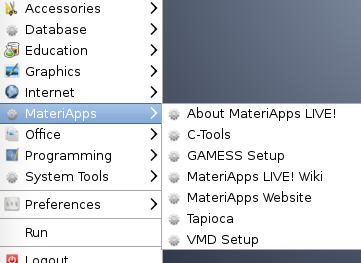 Accessories
Database
Education
Graphics
Internet
MateriApps
Office
Programming
System Tools
Preferences
Run
Logout
About MateriApps LIVE!
C-Tools
GAMESS Setup
MateriApps LIVE! Wiki
MateriApps Website
Tapioca
VMD Setup